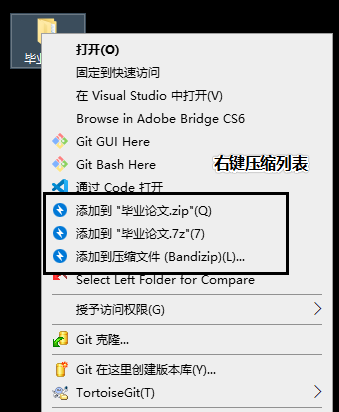 毕业
打开(O)
固定到快速访问
在 Visual Studio 中打开(V)
Browse in Adobe Bridge CS6
Git GUI Here
Git Bash Here
右键压缩列表
通过 Code 打开
添加到 "毕业论文.zip"(Q)
添加到 "毕业论文.7z"(7)
添加到压缩文件 (Bandizip)(L)...
Select Left Folder for Compare
授予访问权限(G)
Git 克隆...
Git 在这里创建版本库(Y)...
TortoiseGit(T)